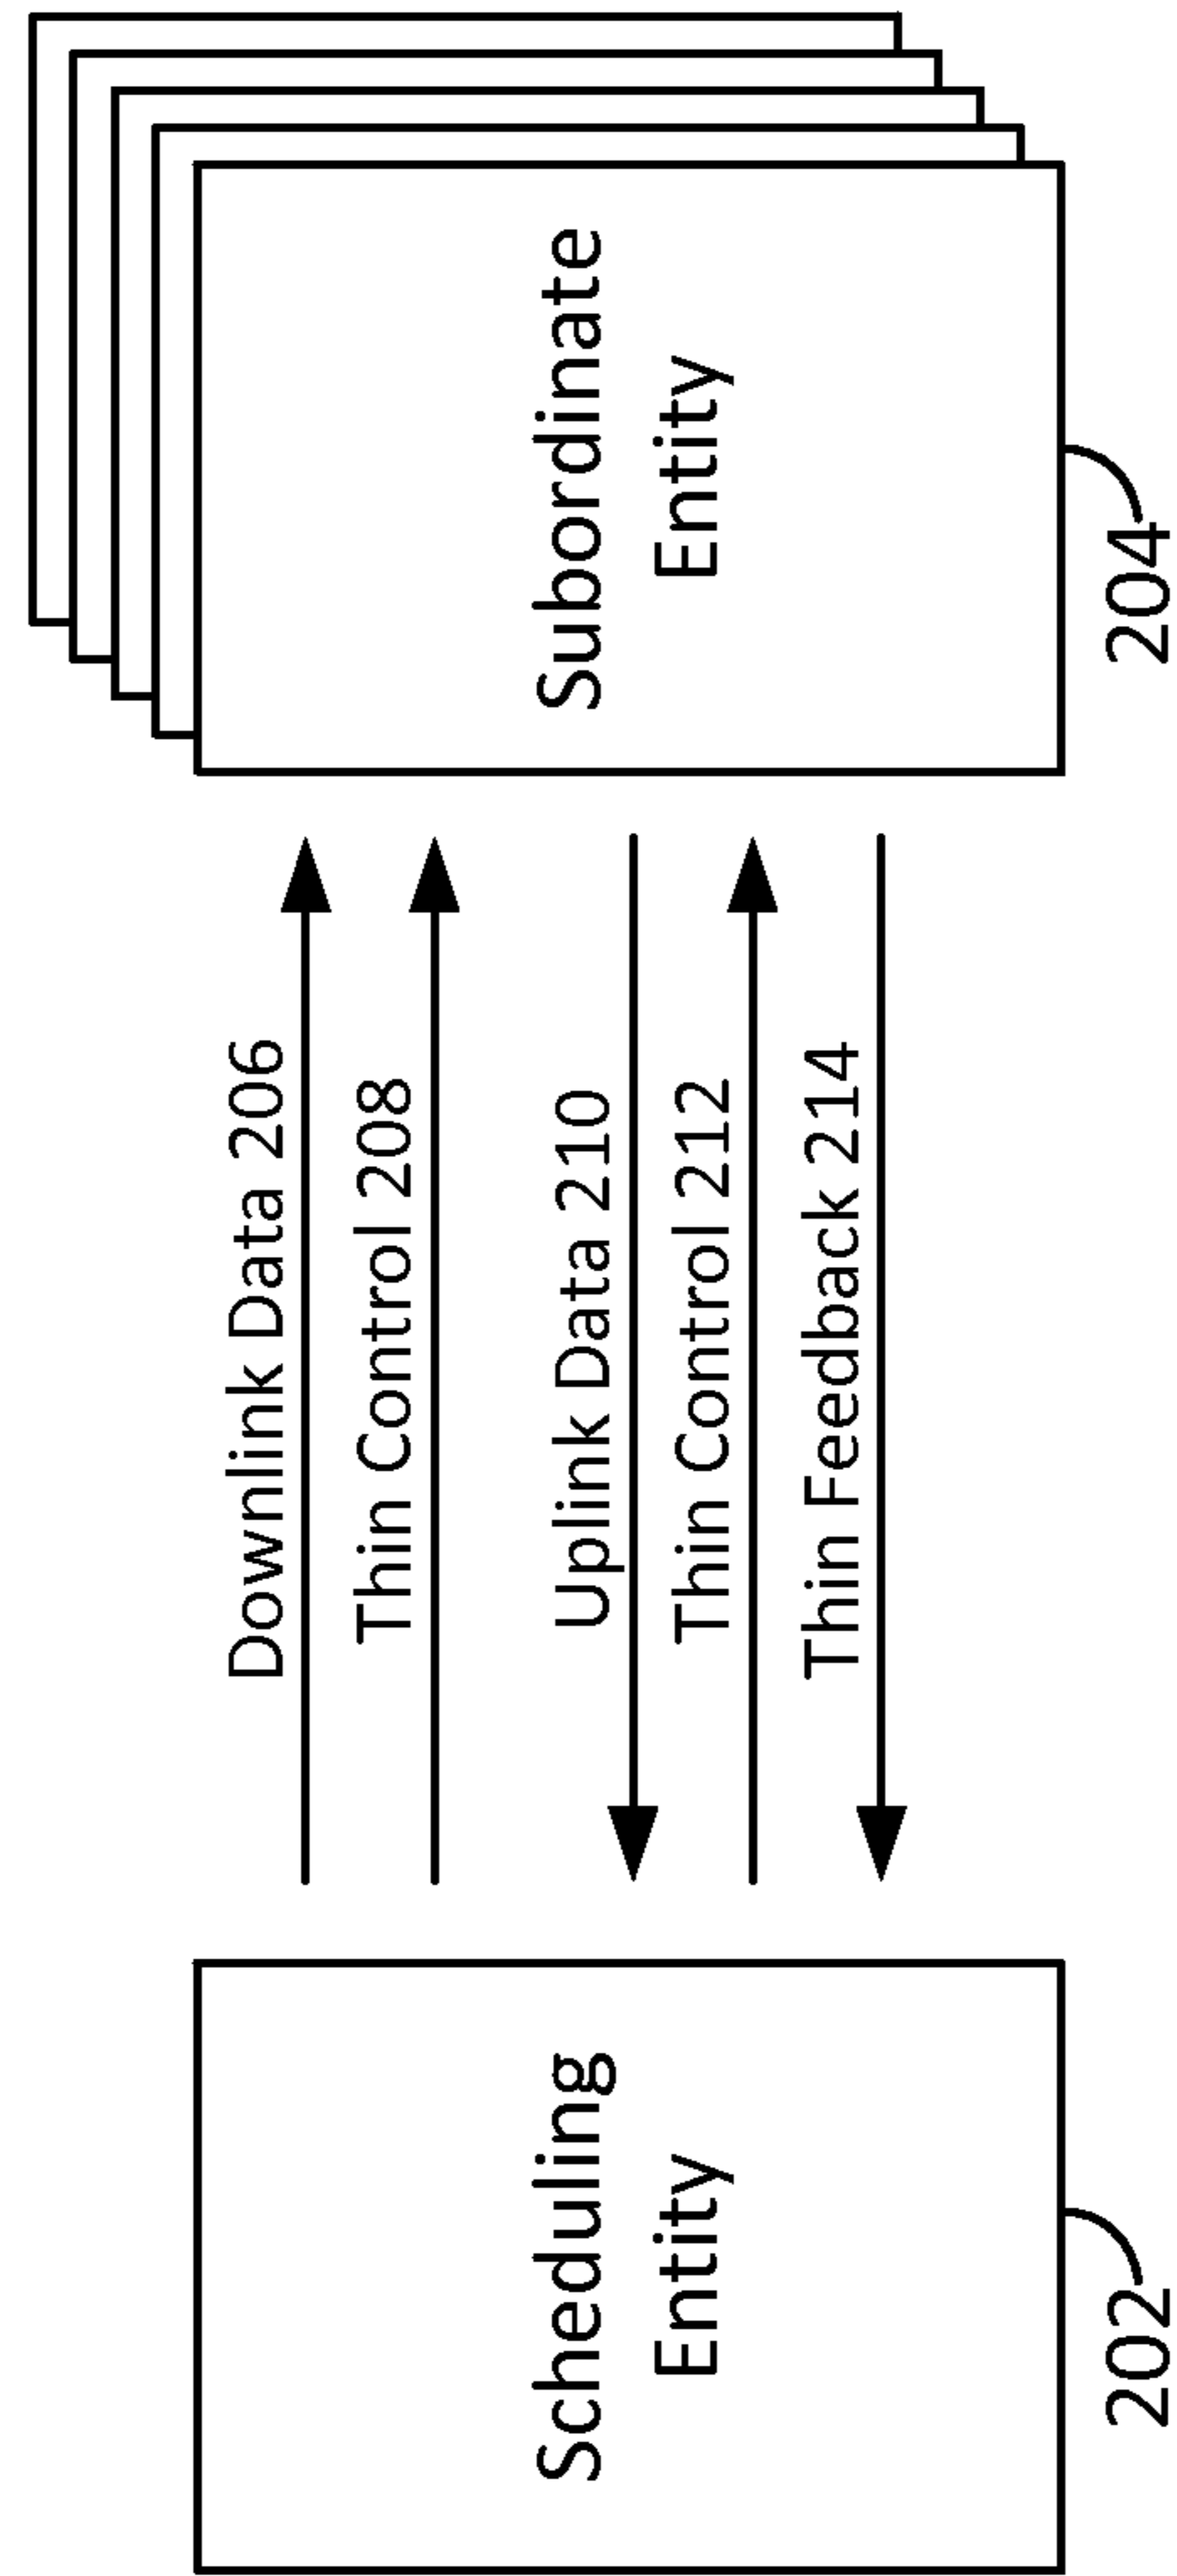 Scheduling
Entity
202
Downlink Data 206
Thin Control 208
Uplink Data 210
Thin Control 212
Thin Feedback 214
Subordinate
Entity
204